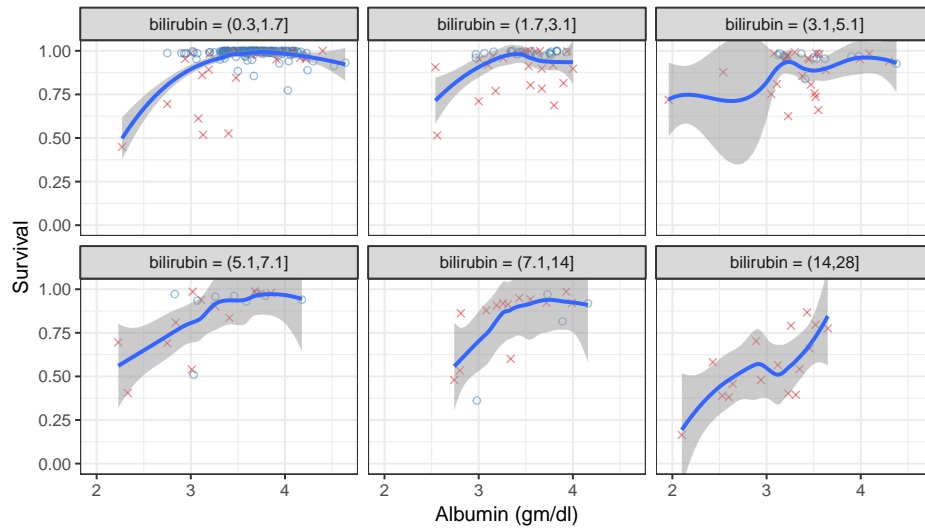 bilirubin = (0.3,1.7] bilirubin = (1.7,3.1] bilirubin = (3.1,5.1]
1.00
0.75
0.50
0.25
0.00
Survival
bilirubin = (5.1,7.1] bilirubin = (7.1,14] bilirubin = (14,28]
1.00
0.75
0.50
0.25
0.00
2 3 4 2 3 4 2 3 4
Albumin (gm/dl)